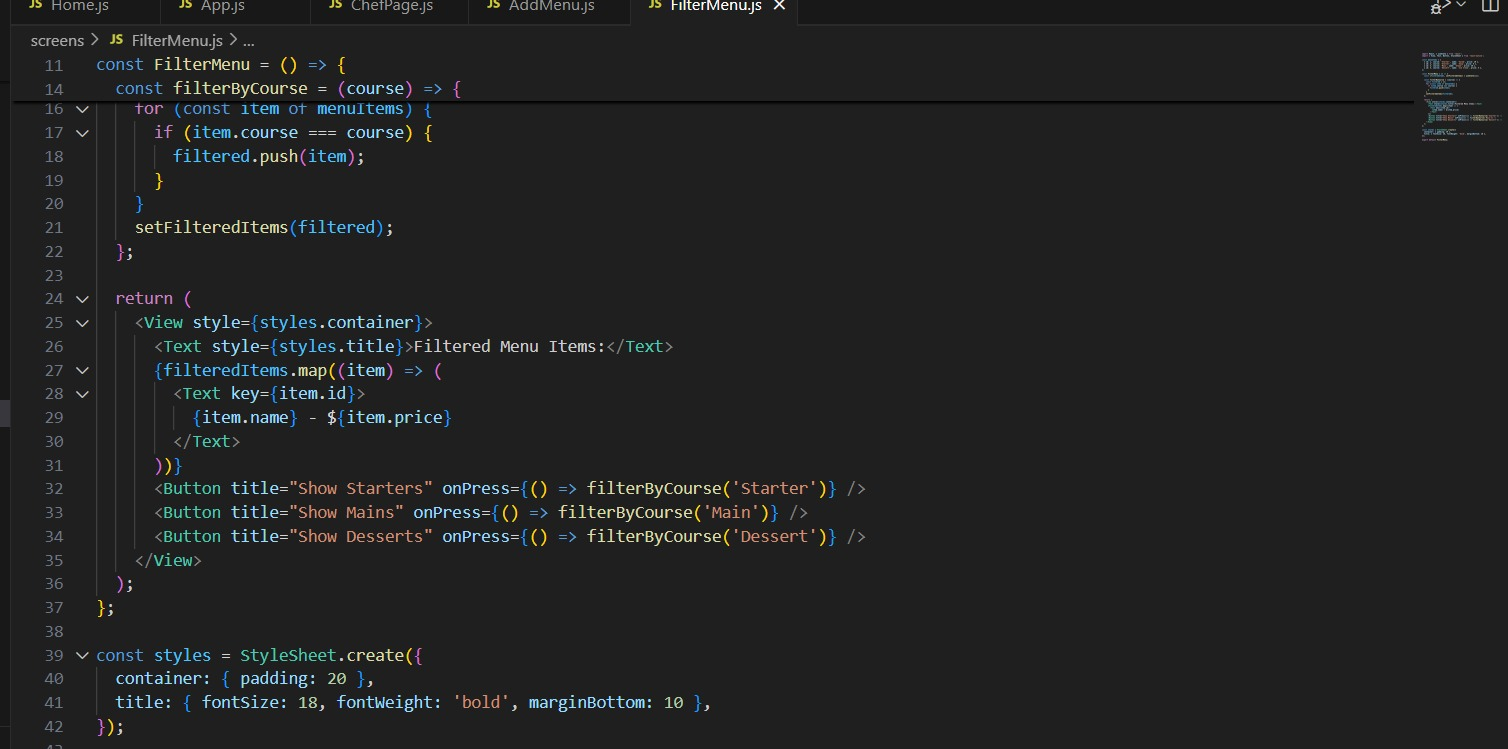 JS Home.js JS App.js JS ChefPage.js JS AddMenu.js JS FilterMenu.js
screens > JS FilterMenu.js > ...
11 const FilterMenu = () => {
14 const filterByCourse = (course) => {
16 for (const item of menuItems) {
17 if (item.course === course) {
18 filtered.push(item);
19 }
20 }
21 setFilteredItems(filtered);
22 };
23
24 return (
25 <View style={styles.container}>
26 <Text style={styles.title}>Filtered Menu Items:</Text>
27 {filteredItems.map((item) => (
28 <Text key={item.id}>
29 {item.name} - ${item.price}
30 </Text>
31 ))}
32 <Button title="Show Starters" onPress={() => filterByCourse('Starter')} />
33 <Button title="Show Mains" onPress={() => filterByCourse('Main')} />
34 <Button title="Show Desserts" onPress={() => filterByCourse('Dessert')} />
35 </View>
36 );
37 };
38
39 const styles = StyleSheet.create({
40 container: { padding: 20 },
41 title: { fontSize: 18, fontWeight: 'bold', marginBottom: 10 },
42 });